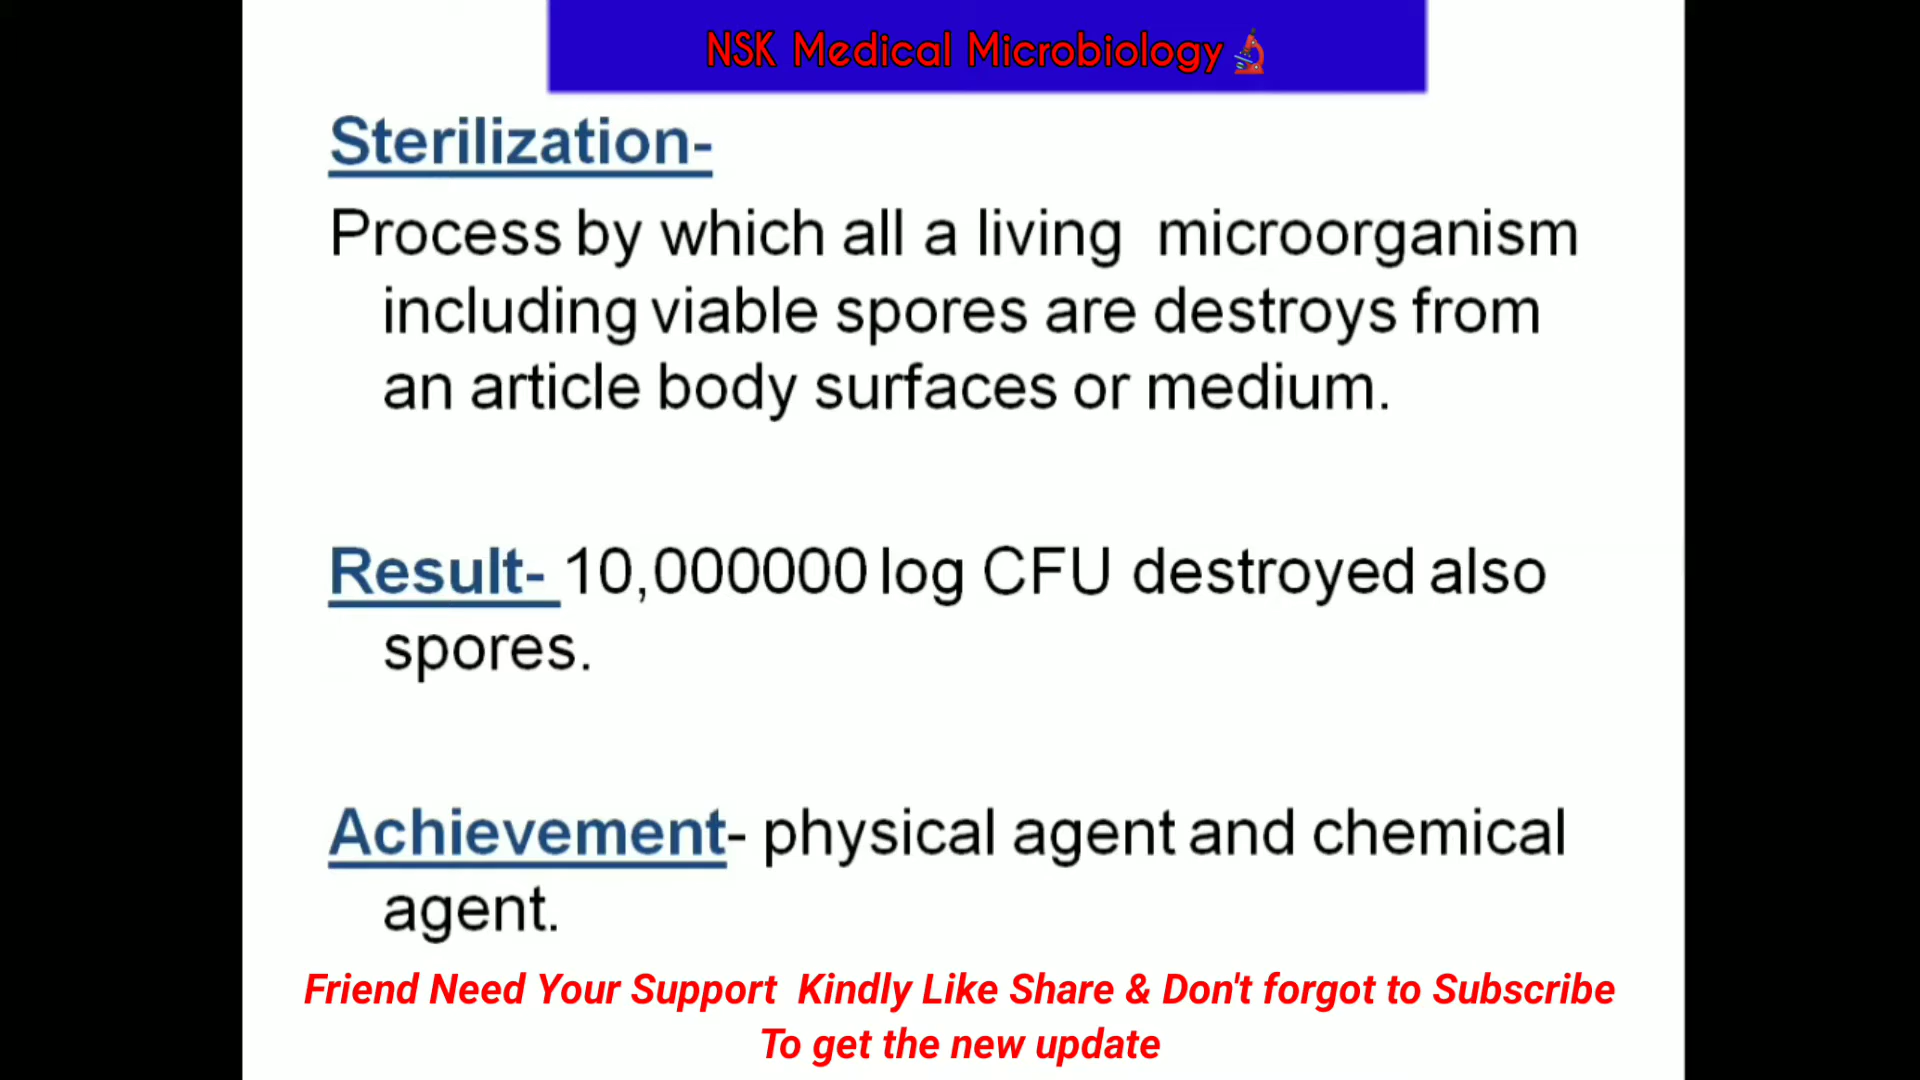 NSK Medical Microbiology
Sterilization-
Process by which all a living microorganism
including viable spores are destroys from
an article body surfaces or medium.
Result- 10,000000 log CFU destroyed also
spores.
Achievement- physical agent and chemical
agent.
Friend Need Your Support Kindly Like Share & Don't forgot to Subscribe
To get the new update